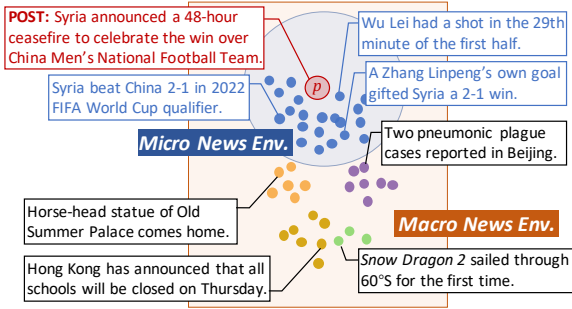 POST: Syria announced a 48-hour
ceasefire to celebrate the win over
China Men's National Football Team.
p
Wu Lei had a shot in the 29th
minute of the first half.
Syria beat China 2-1 in 2022
FIFA World Cup qualifier.
A Zhang Linpeng's own goal
gifted Syria a 2-1 win.
Micro News Env.
Two pneumonic plague
cases reported in Beijing.
Horse-head statue of Old
Summer Palace comes home.
Macro News Env.
Hong Kong has announced that all
schools will be closed on Thursday.
Snow Dragon 2 sailed through
60°S for the first time.